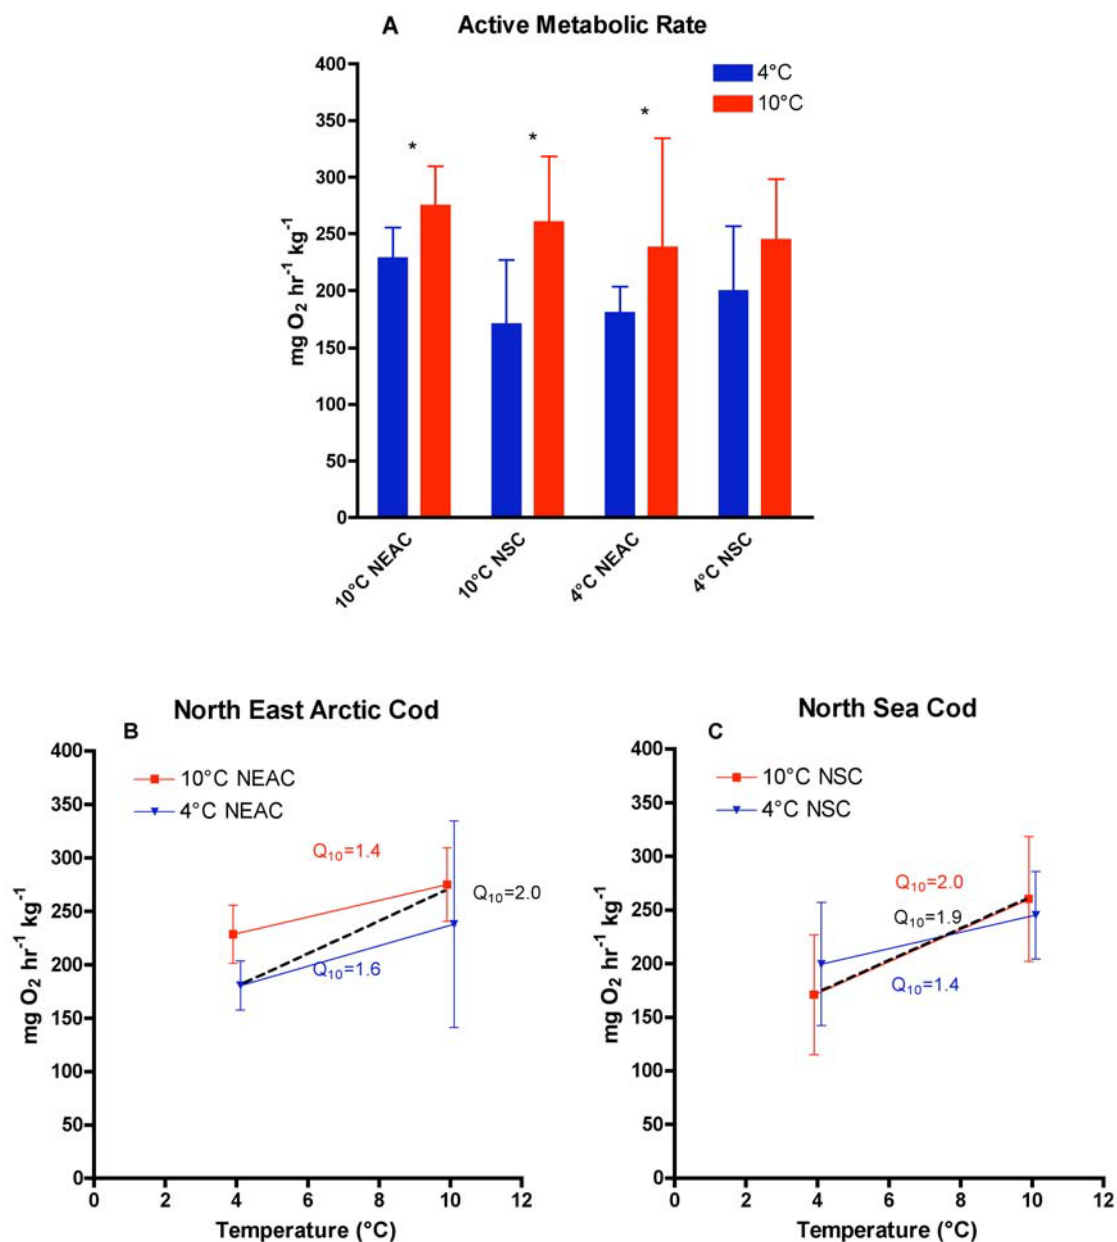 A Active Metabolic Rate
400
350
300
250
200
150
100
50
0
mg O2 hr-1 kg-1
4°C
10°C
*
*
*
10°C NEAC
10°C NSC
4°C NEAC
4°C NSC
North East Arctic Cod
B
400
350
300
250
200
150
100
50
0
mg O2 hr-1 kg-1
10°C NEAC
4°C NEAC
Q10=1.4
Q10=2.0
Q10=1.6
0 2 4 6 8 10 12
Temperature (°C)
North Sea Cod
C
400
350
300
250
200
150
100
50
0
mg O2 hr-1 kg-1
10°C NSC
4°C NSC
Q10=2.0
Q10=1.9
Q10=1.4
0 2 4 6 8 10 12
Temperature (°C)